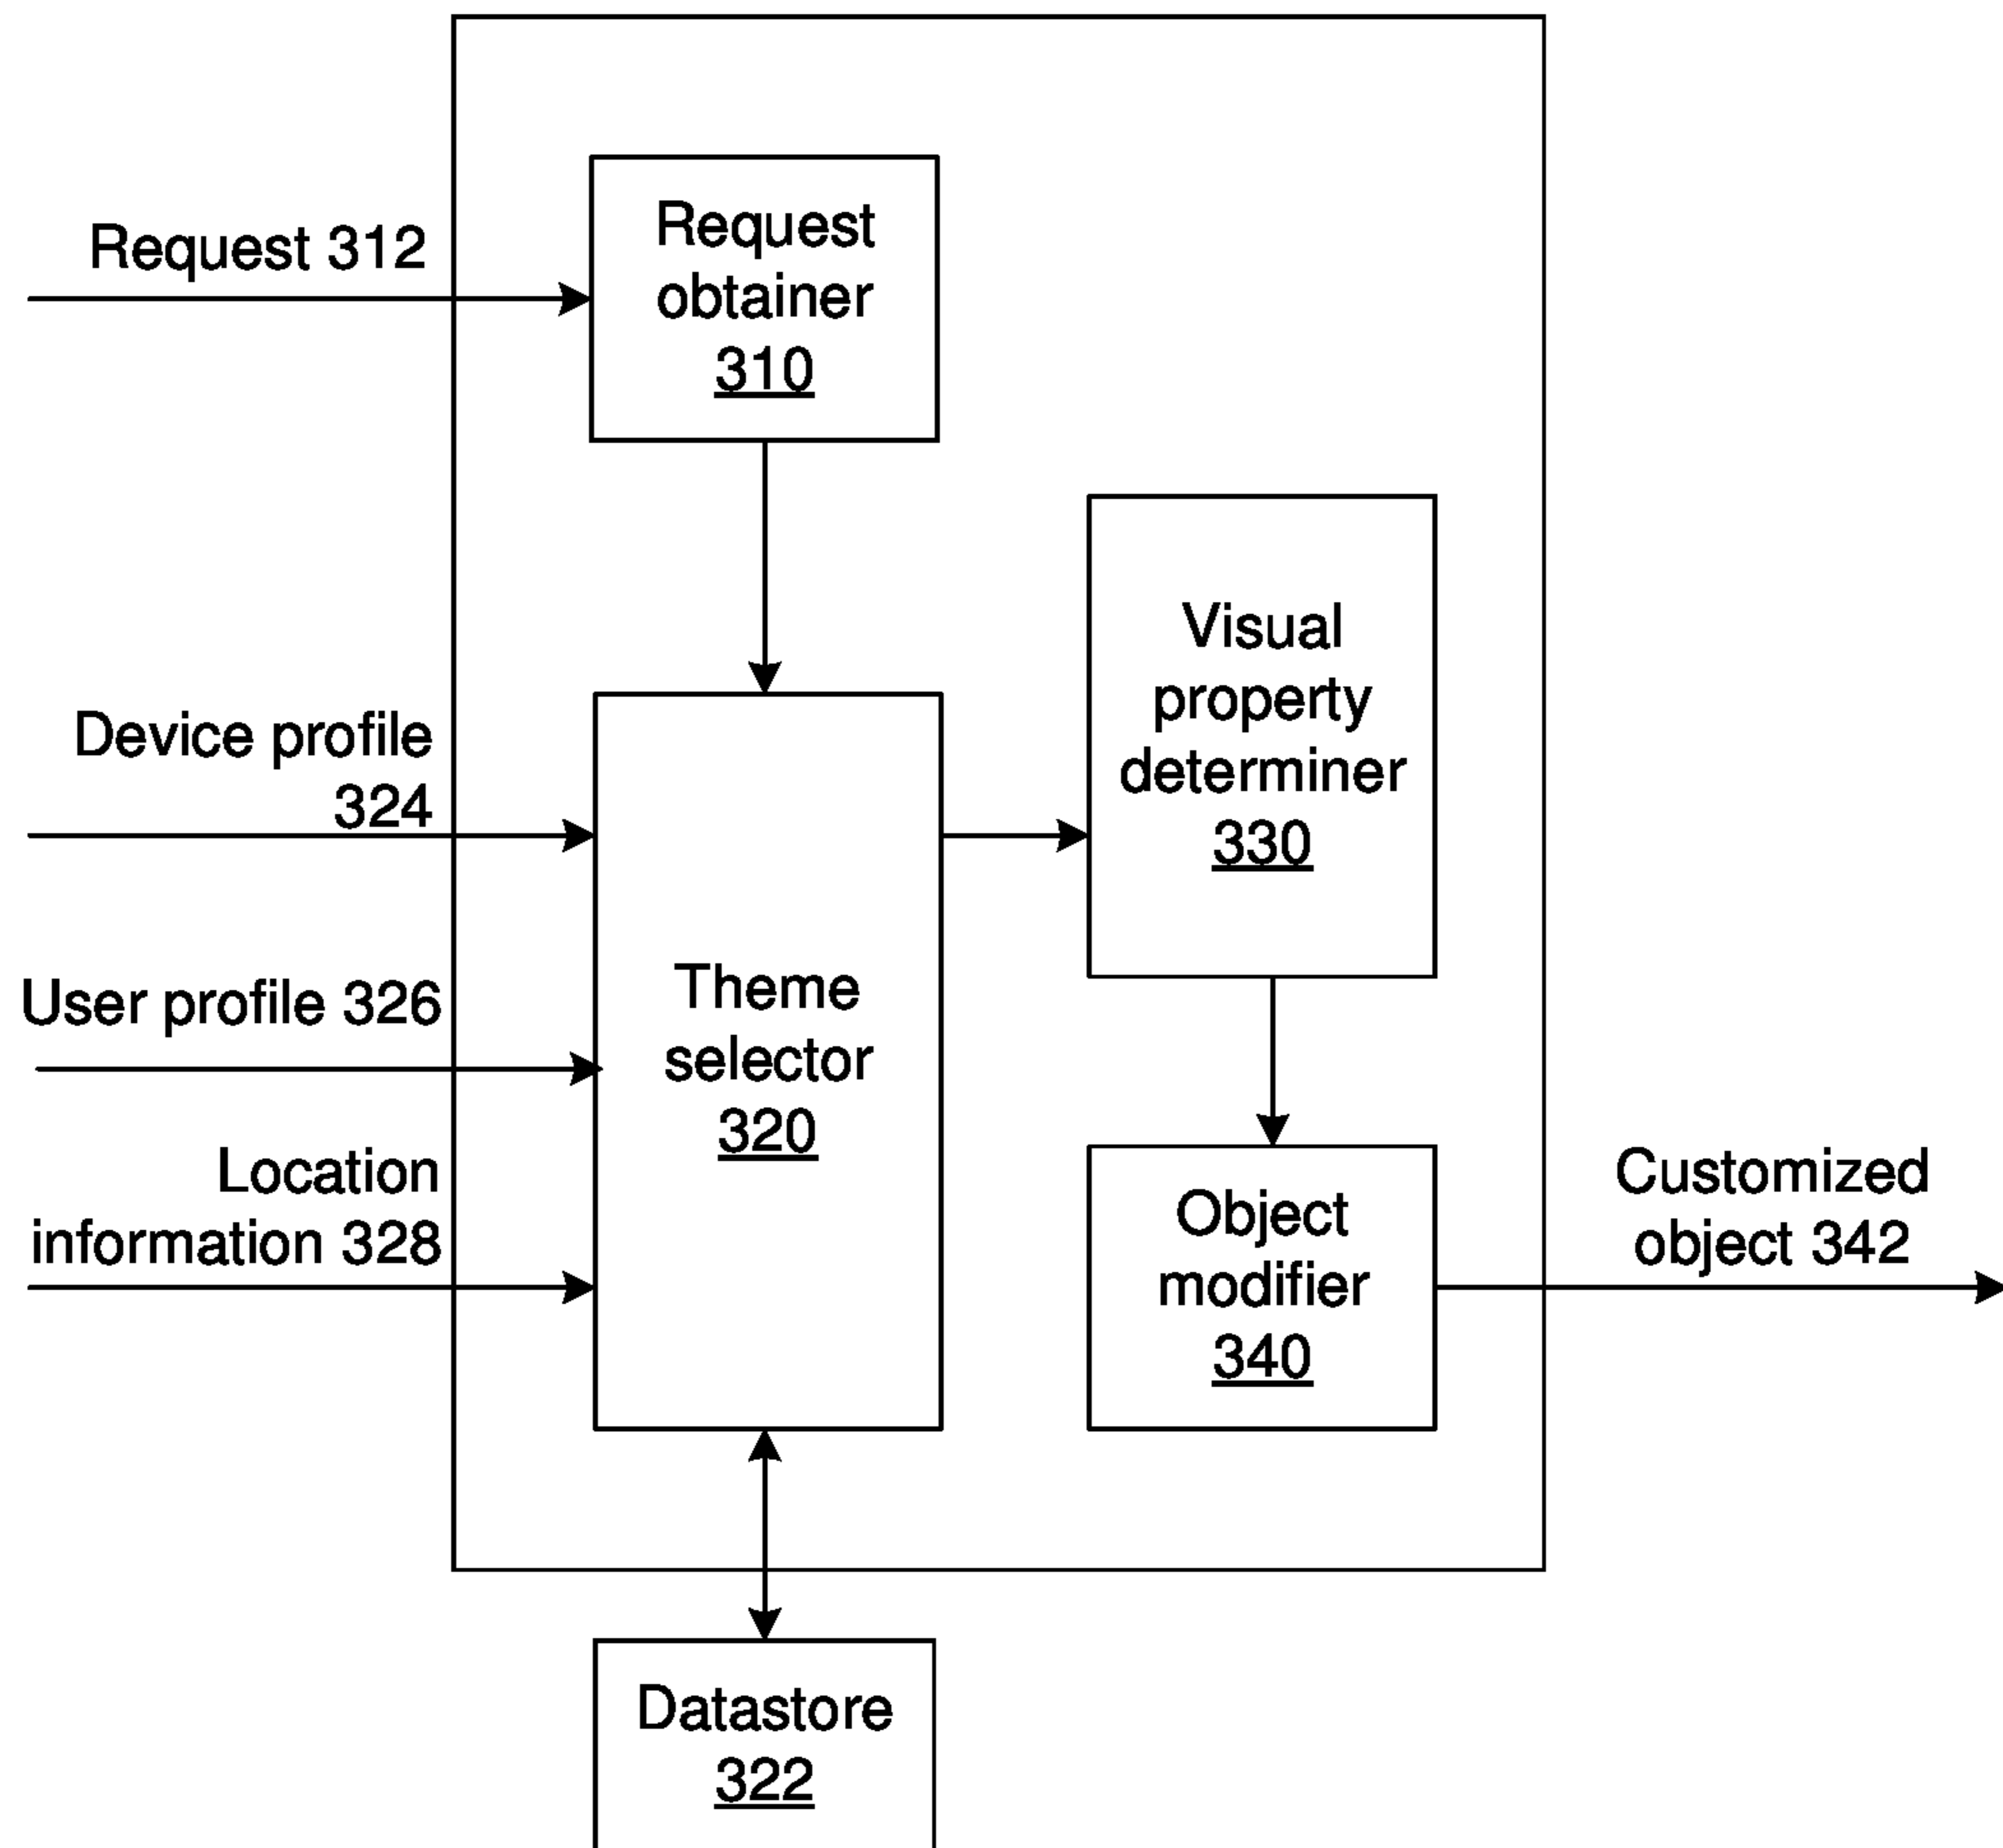 Request 312
Request
obtainer
310
Device profile
324
User profile 326
Location
information 328
Theme
selector
320
Visual
property
determiner
330
Object
modifier
340
Customized
object 342
Datastore
322